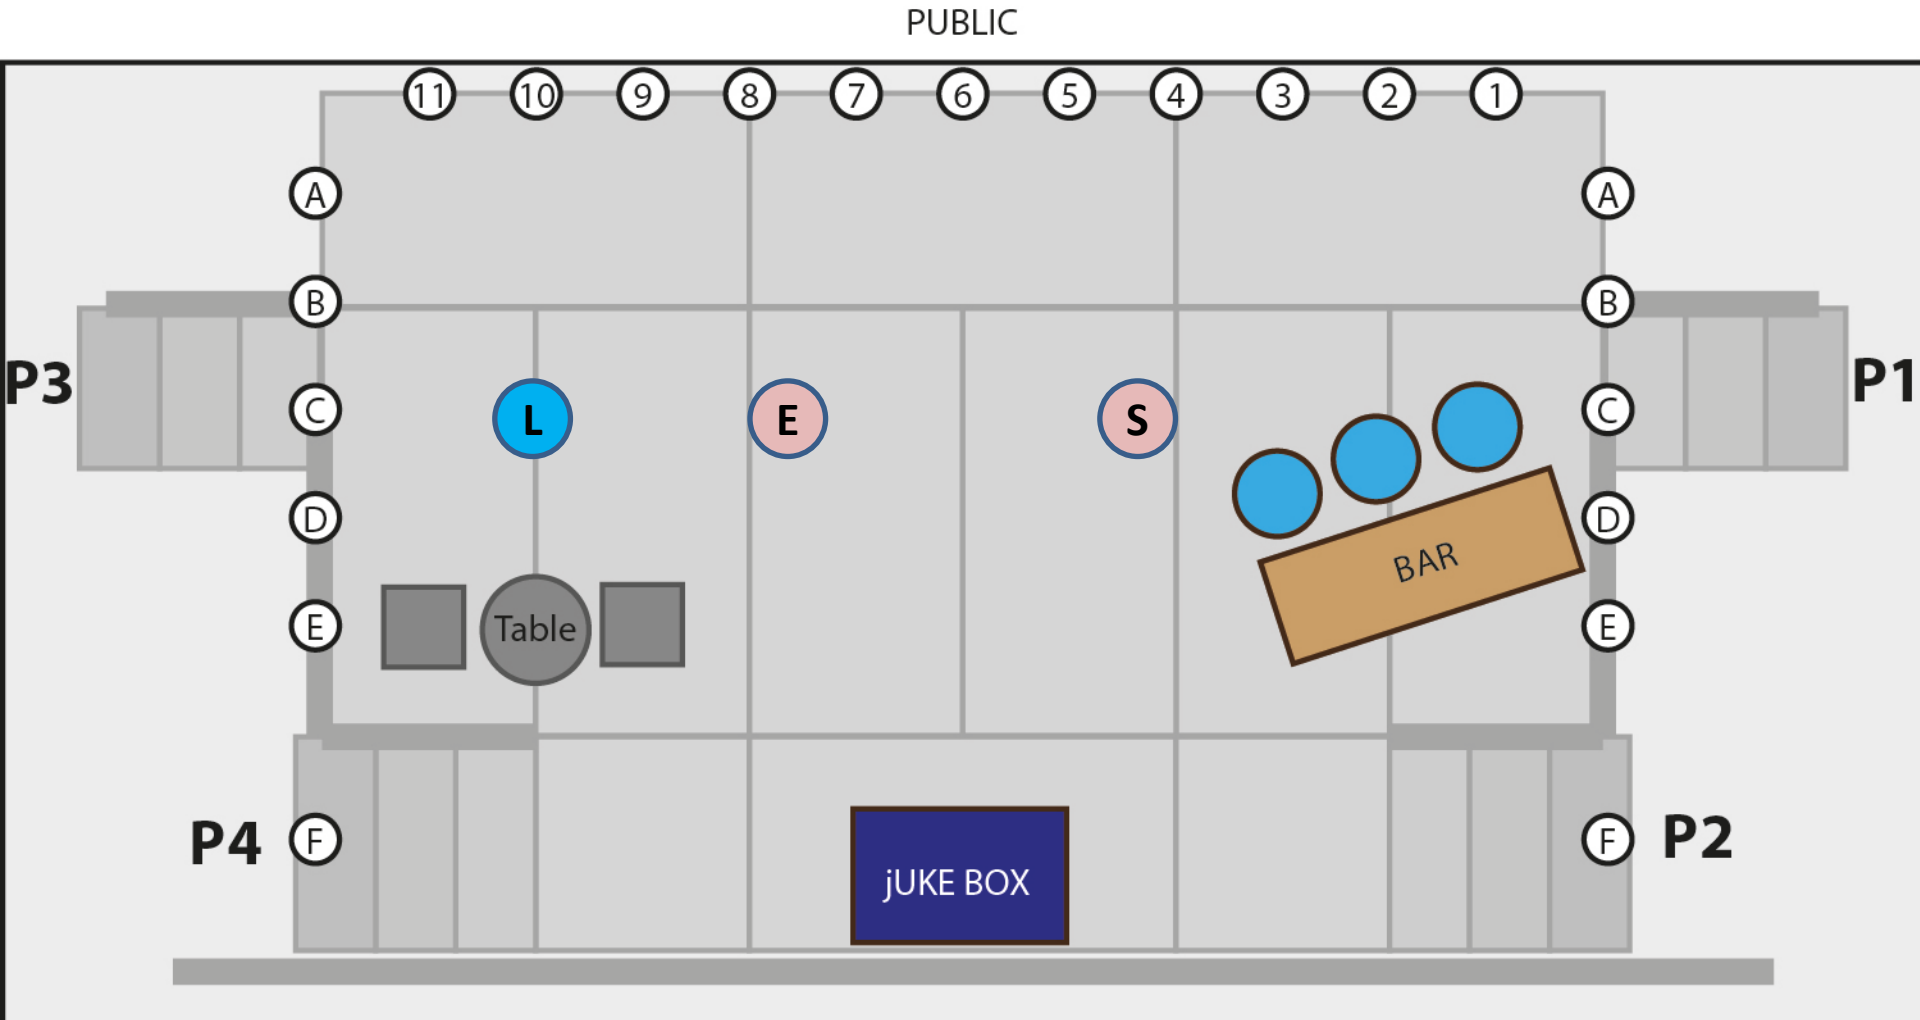 PUBLIC
11 10 9 8 7 6 5 4 3 2 1
A A
B B
P3 P1
C C
L E S
D D
BAR
E Table E
P4 F F P2
jUKE BOX